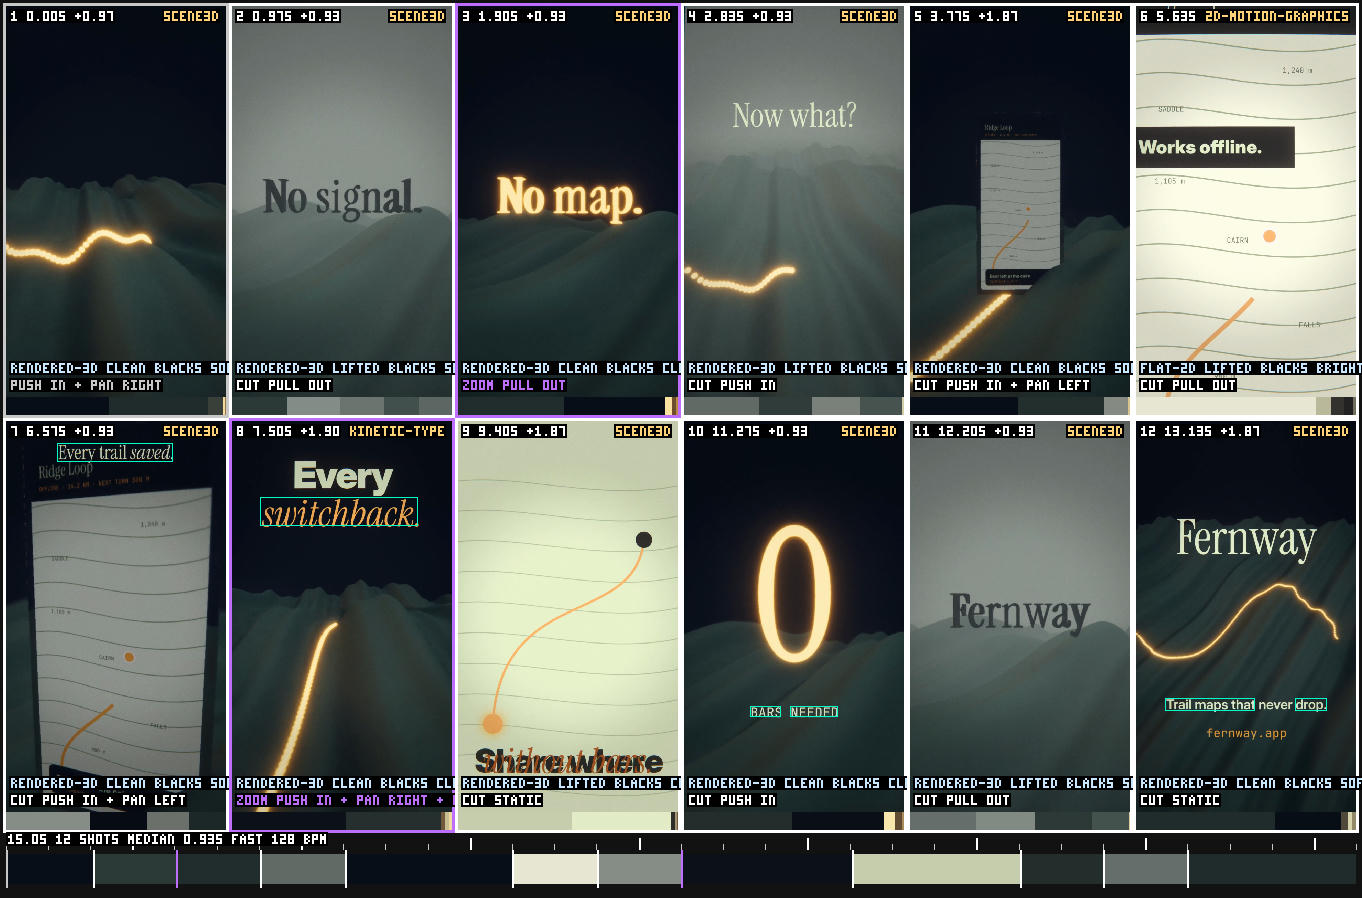 1 0.00S +0.97 SCENE3D
RENDERED-3D CLEAN BLACKS SO
PUSH IN + PAN RIGHT
2 0.97S +0.93 SCENE3D
No signal.
RENDERED-3D LIFTED BLACKS S
CUT PULL OUT
3 1.90S +0.93 SCENE3D
No map.
RENDERED-3D CLEAN BLACKS CL
ZOOM PULL OUT
4 2.83S +0.93 SCENE3D
Now what?
RENDERED-3D LIFTED BLACKS S
CUT PUSH IN
5 3.77S +1.87 SCENE3D
Ridge Loop
RENDERED-3D CLEAN BLACKS SO
CUT PUSH IN + PAN LEFT
6 5.63S 2D-MOTION-GRAPHICS
1,240 m
SADDLE
Works offline.
1,105 m
CAIRN
FALLS
FLAT-2D LIFTED BLACKS BRIGHT
CUT PULL OUT
7 6.57S +0.93 SCENE3D
Every trail saved.
Ridge Loop
1,240 m
SADDLE
1,105 m
CAIRN
FALLS
RENDERED-3D CLEAN BLACKS SO
CUT PUSH IN + PAN LEFT
8 7.50S +1.90 KINETIC-TYPE
Every
switchback.
RENDERED-3D CLEAN BLACKS CL
ZOOM PUSH IN + PAN RIGHT +
9 9.40S +1.87 SCENE3D
Share where
RENDERED-3D CLEAN BLACKS CL
CUT STATIC
10 11.27S +0.93 SCENE3D
0
BARS NEEDED
RENDERED-3D CLEAN BLACKS CL
CUT PUSH IN
11 12.20S +0.93 SCENE3D
Fernway
RENDERED-3D LIFTED BLACKS S
CUT PULL OUT
12 13.13S +1.87 SCENE3D
Fernway
Trail maps that never drop.
fernway.app
RENDERED-3D CLEAN BLACKS SOF
CUT STATIC
15.0S 12 SHOTS MEDIAN 0.93S FAST 128 BPM